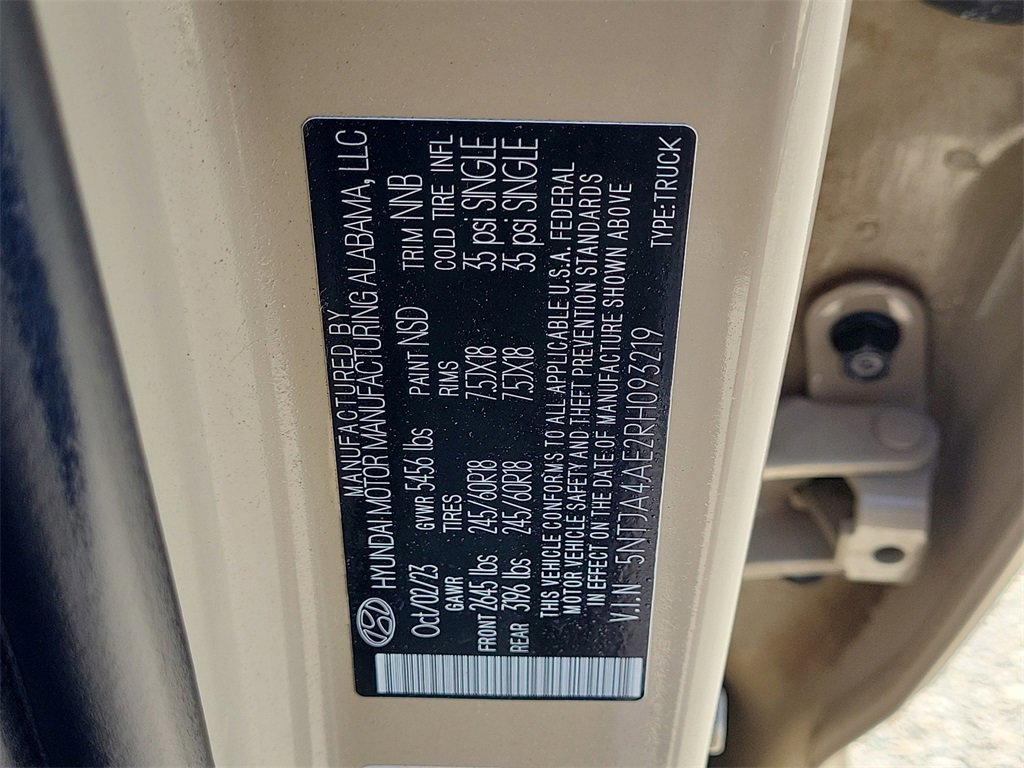 MANUFACTURED BY
HYUNDAI MOTOR MANUFACTURING ALABAMA, LLC
Oct/02/23 GVWR 5456 lbs PAINT NSD TRIM NNB
GAWR TIRES RIMS COLD TIRE INFL
FRONT 2645 lbs 245/60R18 7.5JX18 35 psi SINGLE
REAR 3196 lbs 245/60R18 7.5JX18 35 psi SINGLE
THIS VEHICLE CONFORMS TO ALL APPLICABLE U.S.A. FEDERAL
MOTOR VEHICLE SAFETY AND THEFT PREVENTION STANDARDS
IN EFFECT ON THE DATE OF MANUFACTURE SHOWN ABOVE
V.I.N 5NTJA4AE2RH093219 TYPE:TRUCK